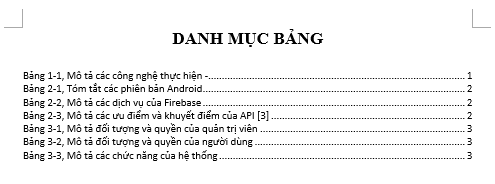 DANH MỤC BẢNG
Bảng 1-1, Mô tả các công nghệ thực hiện -.......................................................................... 1
Bảng 2-1, Tóm tắt các phiên bản Android............................................................................ 2
Bảng 2-2, Mô tả các dịch vụ của Firebase............................................................................ 2
Bảng 2-3, Mô tả các ưu điểm và khuyết điểm của API [3] ..................................................... 2
Bảng 3-1, Mô tả đối tượng và quyền của quản trị viên ......................................................... 3
Bảng 3-2, Mô tả đối tượng và quyền của người dùng ........................................................... 3
Bảng 3-3, Mô tả các chức năng của hệ thống ...................................................................... 3